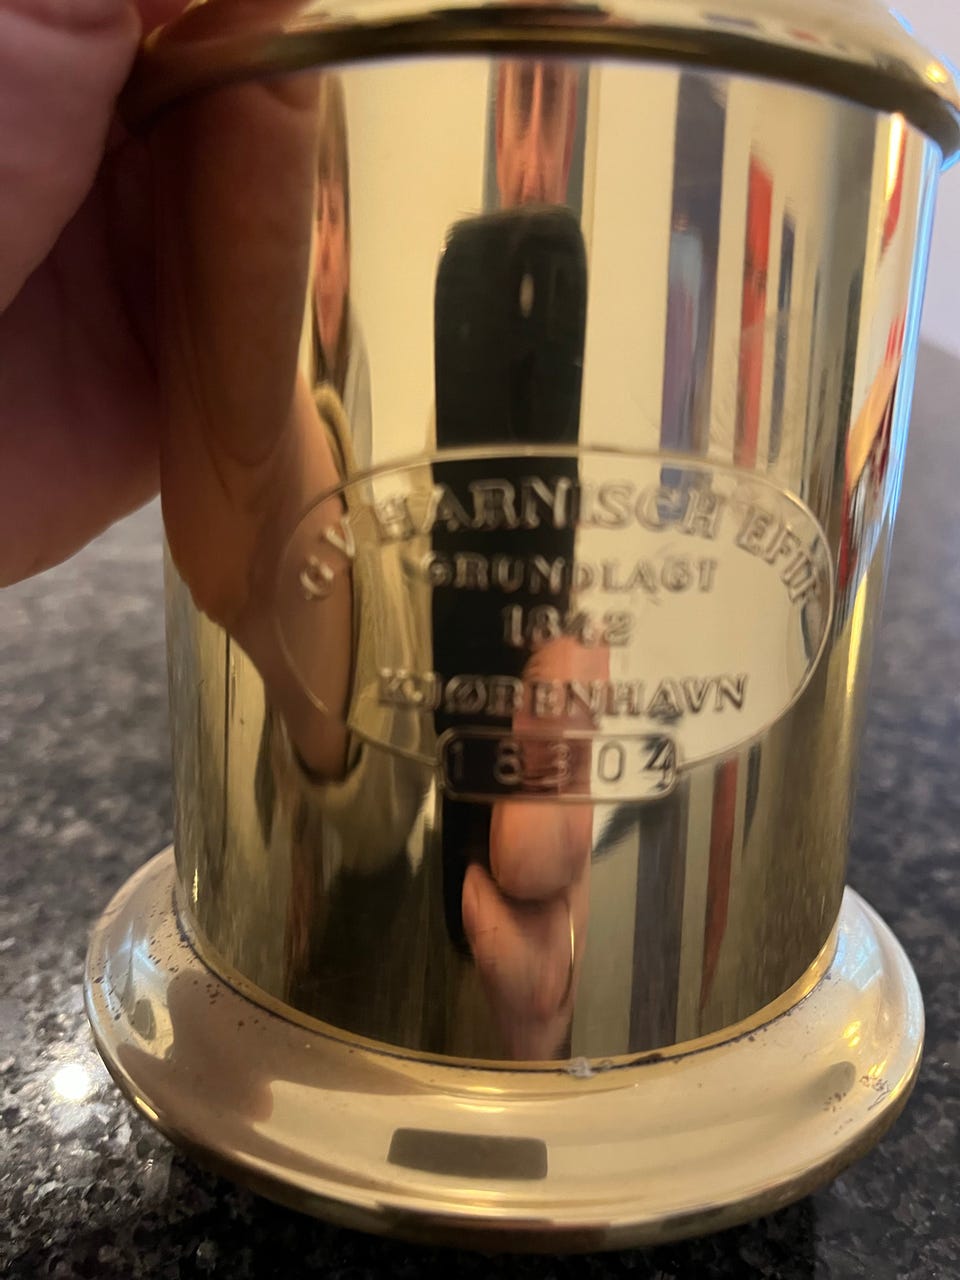 G V HARNISCH' EFTF
GRUNDLAGT
1842
KJØBENHAVN
18304